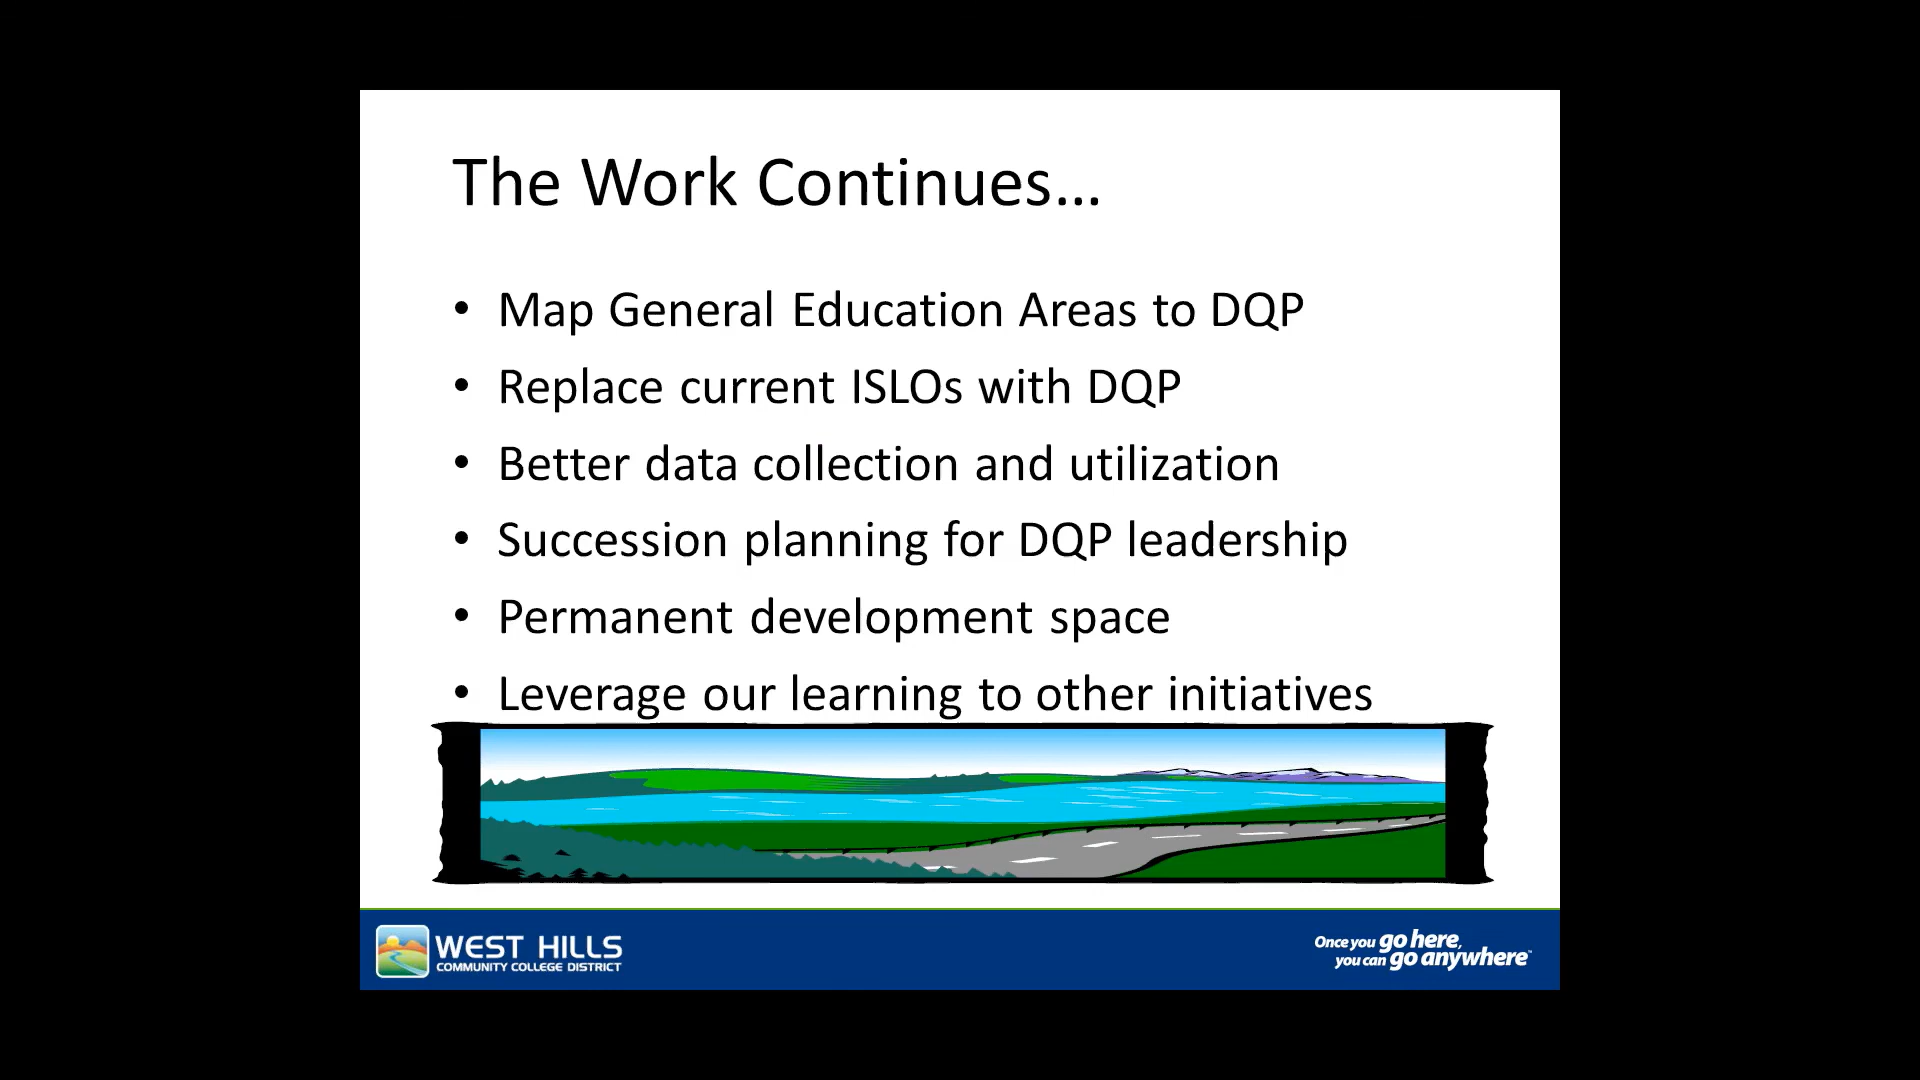 The Work Continues…
• Map General Education Areas to DQP
• Replace current ISLOs with DQP
• Better data collection and utilization
• Succession planning for DQP leadership
• Permanent development space
• Leverage our learning to other initiatives
WEST HILLS
COMMUNITY COLLEGE DISTRICT
Once you go here,
you can go anywhere™